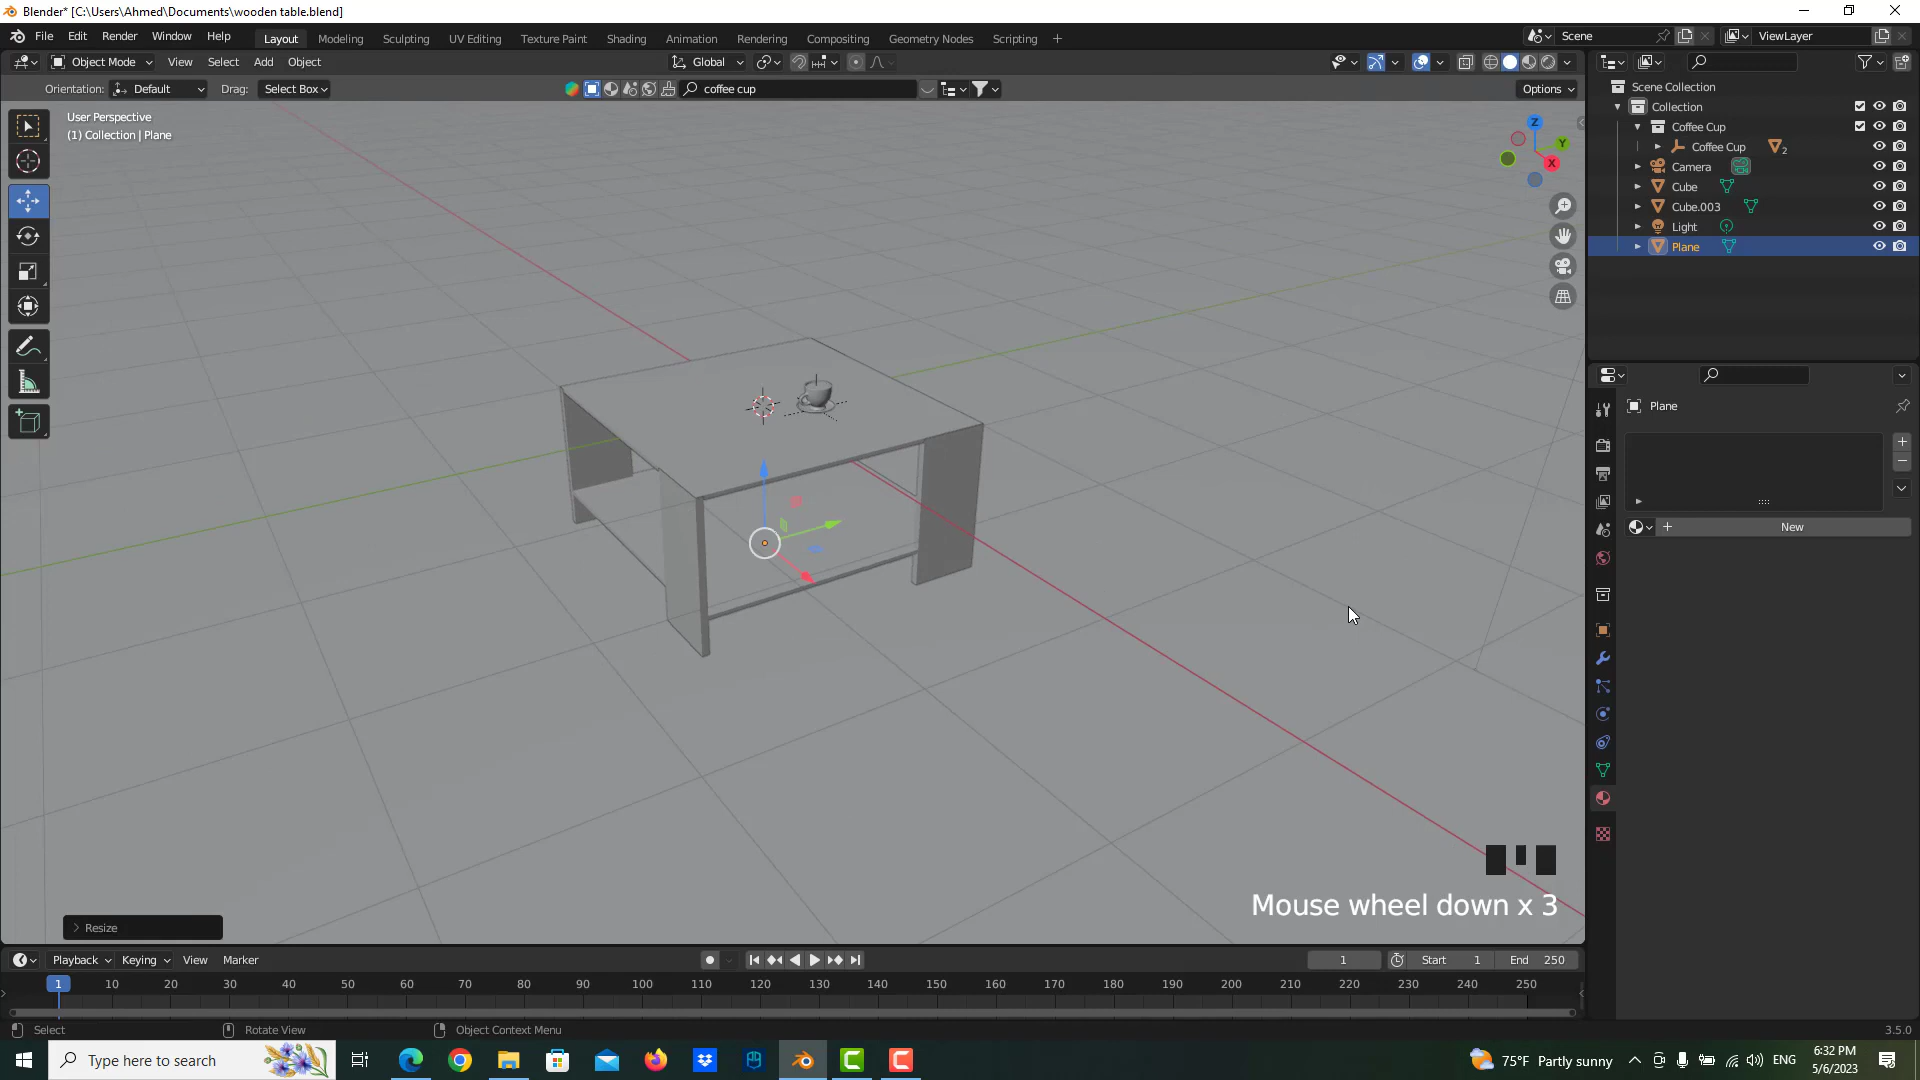 Blender* [C:\Users\Ahmed\Documents\wooden table.blend]
File Edit Render Window Help Layout Modeling Sculpting UV Editing Texture Paint Shading Animation Rendering Compositing Geometry Nodes Scripting + Scene ViewLayer
Object Mode View Select Add Object Global
Orientation: Default Drag: Select Box coffee cup Options
User Perspective
(1) Collection | Plane
Z
Y
X
Scene Collection
Collection
Coffee Cup
Coffee Cup 2
Camera
Cube
Cube.003
Light
Plane
Plane
New
Mouse wheel down x 3
Resize
Playback Keying View Marker 1 Start 1 End 250
1 10 20 30 40 50 60 70 80 90 100 110 120 130 140 150 160 170 180 190 200 210 220 230 240 250
Select Rotate View Object Context Menu 3.5.0
Type here to search 75°F Partly sunny ENG 6:32 PM
5/6/2023